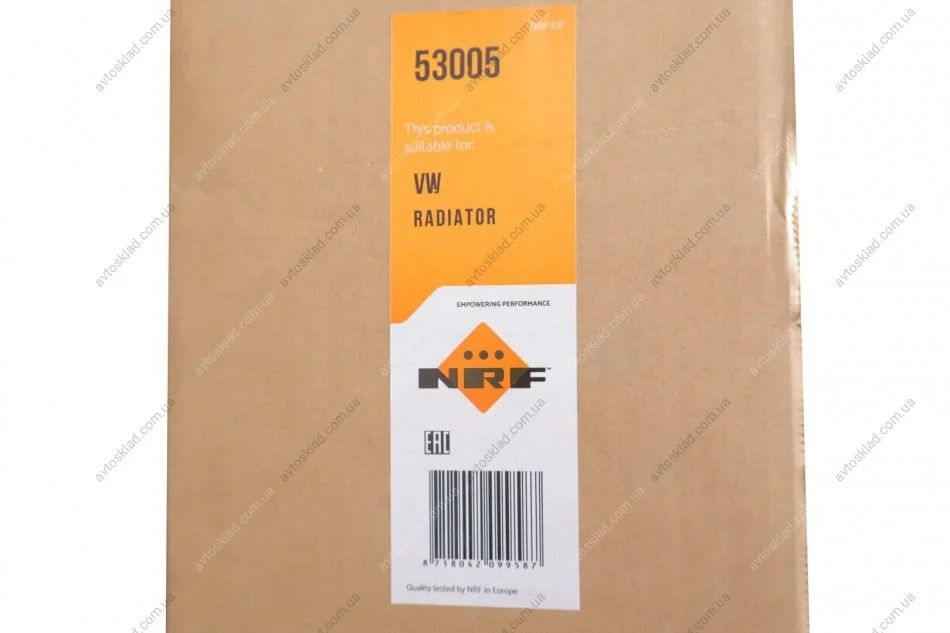 53005
This product is
suitable for:
VW
RADIATOR
EMPOWERING PERFORMANCE
NRF™
EAC
8 718042 099587
Quality tested by NRF in Europe
avtosklad.com.ua